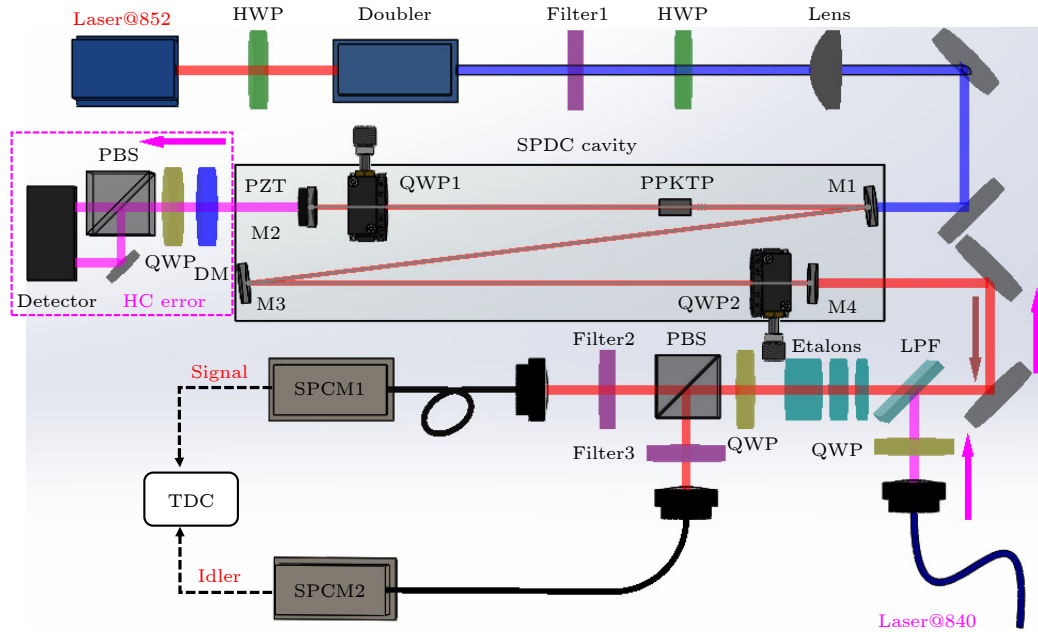 Laser@852
HWP
Doubler
Filter1
HWP
Lens
SPDC cavity
PBS
PZT
QWP1
PPKTP
M1
M2
QWP
DM
M3
QWP2
M4
Detector
HC error
Filter2
PBS
Etalons
LPF
Signal
SPCM1
QWP
QWP
Filter3
TDC
Idler
SPCM2
Laser@840